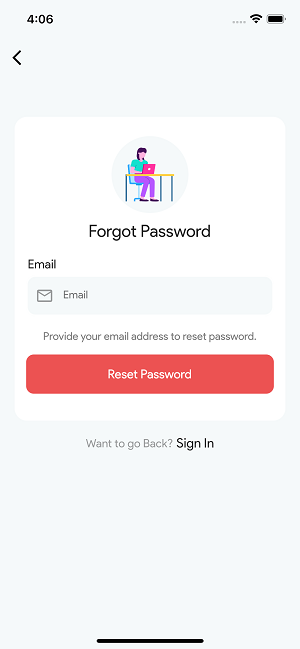 4:06
Forgot Password
Email
Email
Provide your email address to reset password.
Reset Password
Want to go Back? Sign In